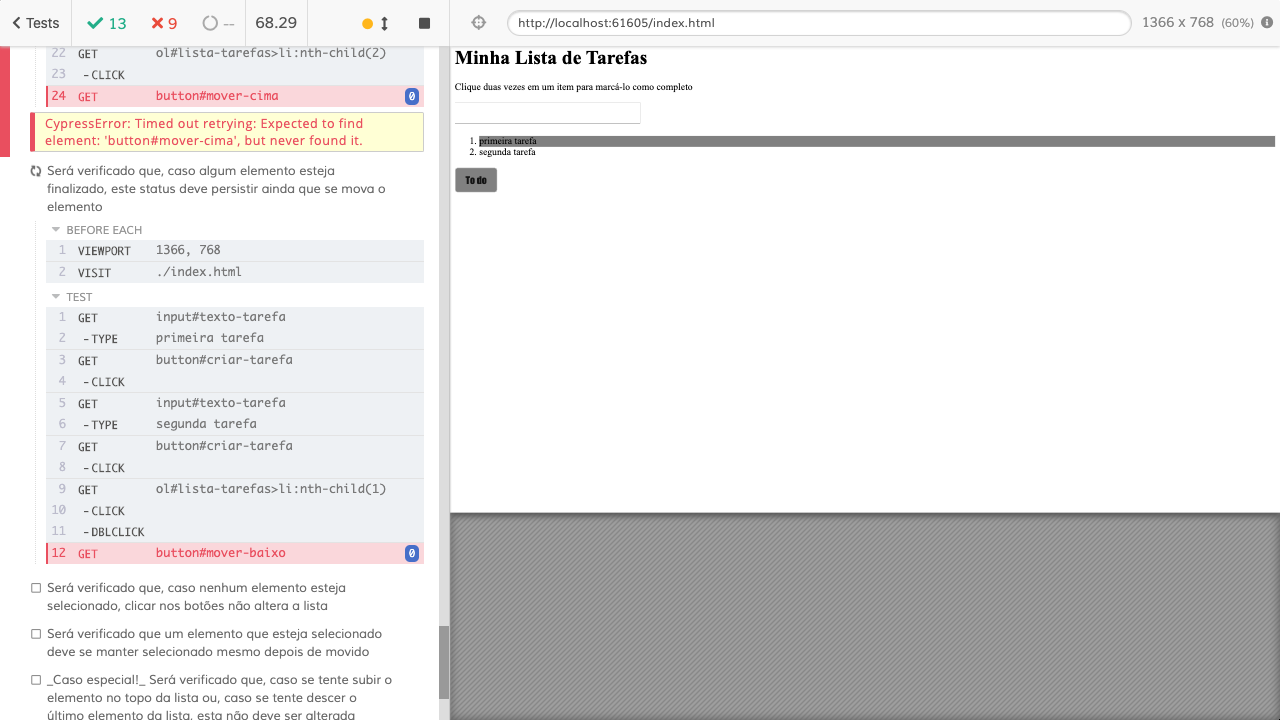 Tests
13
9
--
68.29
http://localhost:61605/index.html
1366 x 768 (60%)
22 GET ol#lista-tarefas>li:nth-child(2)
23 -CLICK
24 GET button#mover-cima 0
CypressError: Timed out retrying: Expected to find
element: 'button#mover-cima', but never found it.
Será verificado que, caso algum elemento esteja
finalizado, este status deve persistir ainda que se mova o
elemento
BEFORE EACH
1 VIEWPORT 1366, 768
2 VISIT ./index.html
TEST
1 GET input#texto-tarefa
2 -TYPE primeira tarefa
3 GET button#criar-tarefa
4 -CLICK
5 GET input#texto-tarefa
6 -TYPE segunda tarefa
7 GET button#criar-tarefa
8 -CLICK
9 GET ol#lista-tarefas>li:nth-child(1)
10 -CLICK
11 -DBLCLICK
12 GET button#mover-baixo 0
Será verificado que, caso nenhum elemento esteja
selecionado, clicar nos botões não altera a lista
Será verificado que um elemento que esteja selecionado
deve se manter selecionado mesmo depois de movido
_Caso especial!_ Será verificado que, caso se tente subir o
elemento no topo da lista ou, caso se tente descer o
último elemento da lista, esta não deve ser alterada
Minha Lista de Tarefas
Clique duas vezes em um item para marcá-lo como completo
1. primeira tarefa
2. segunda tarefa
To do